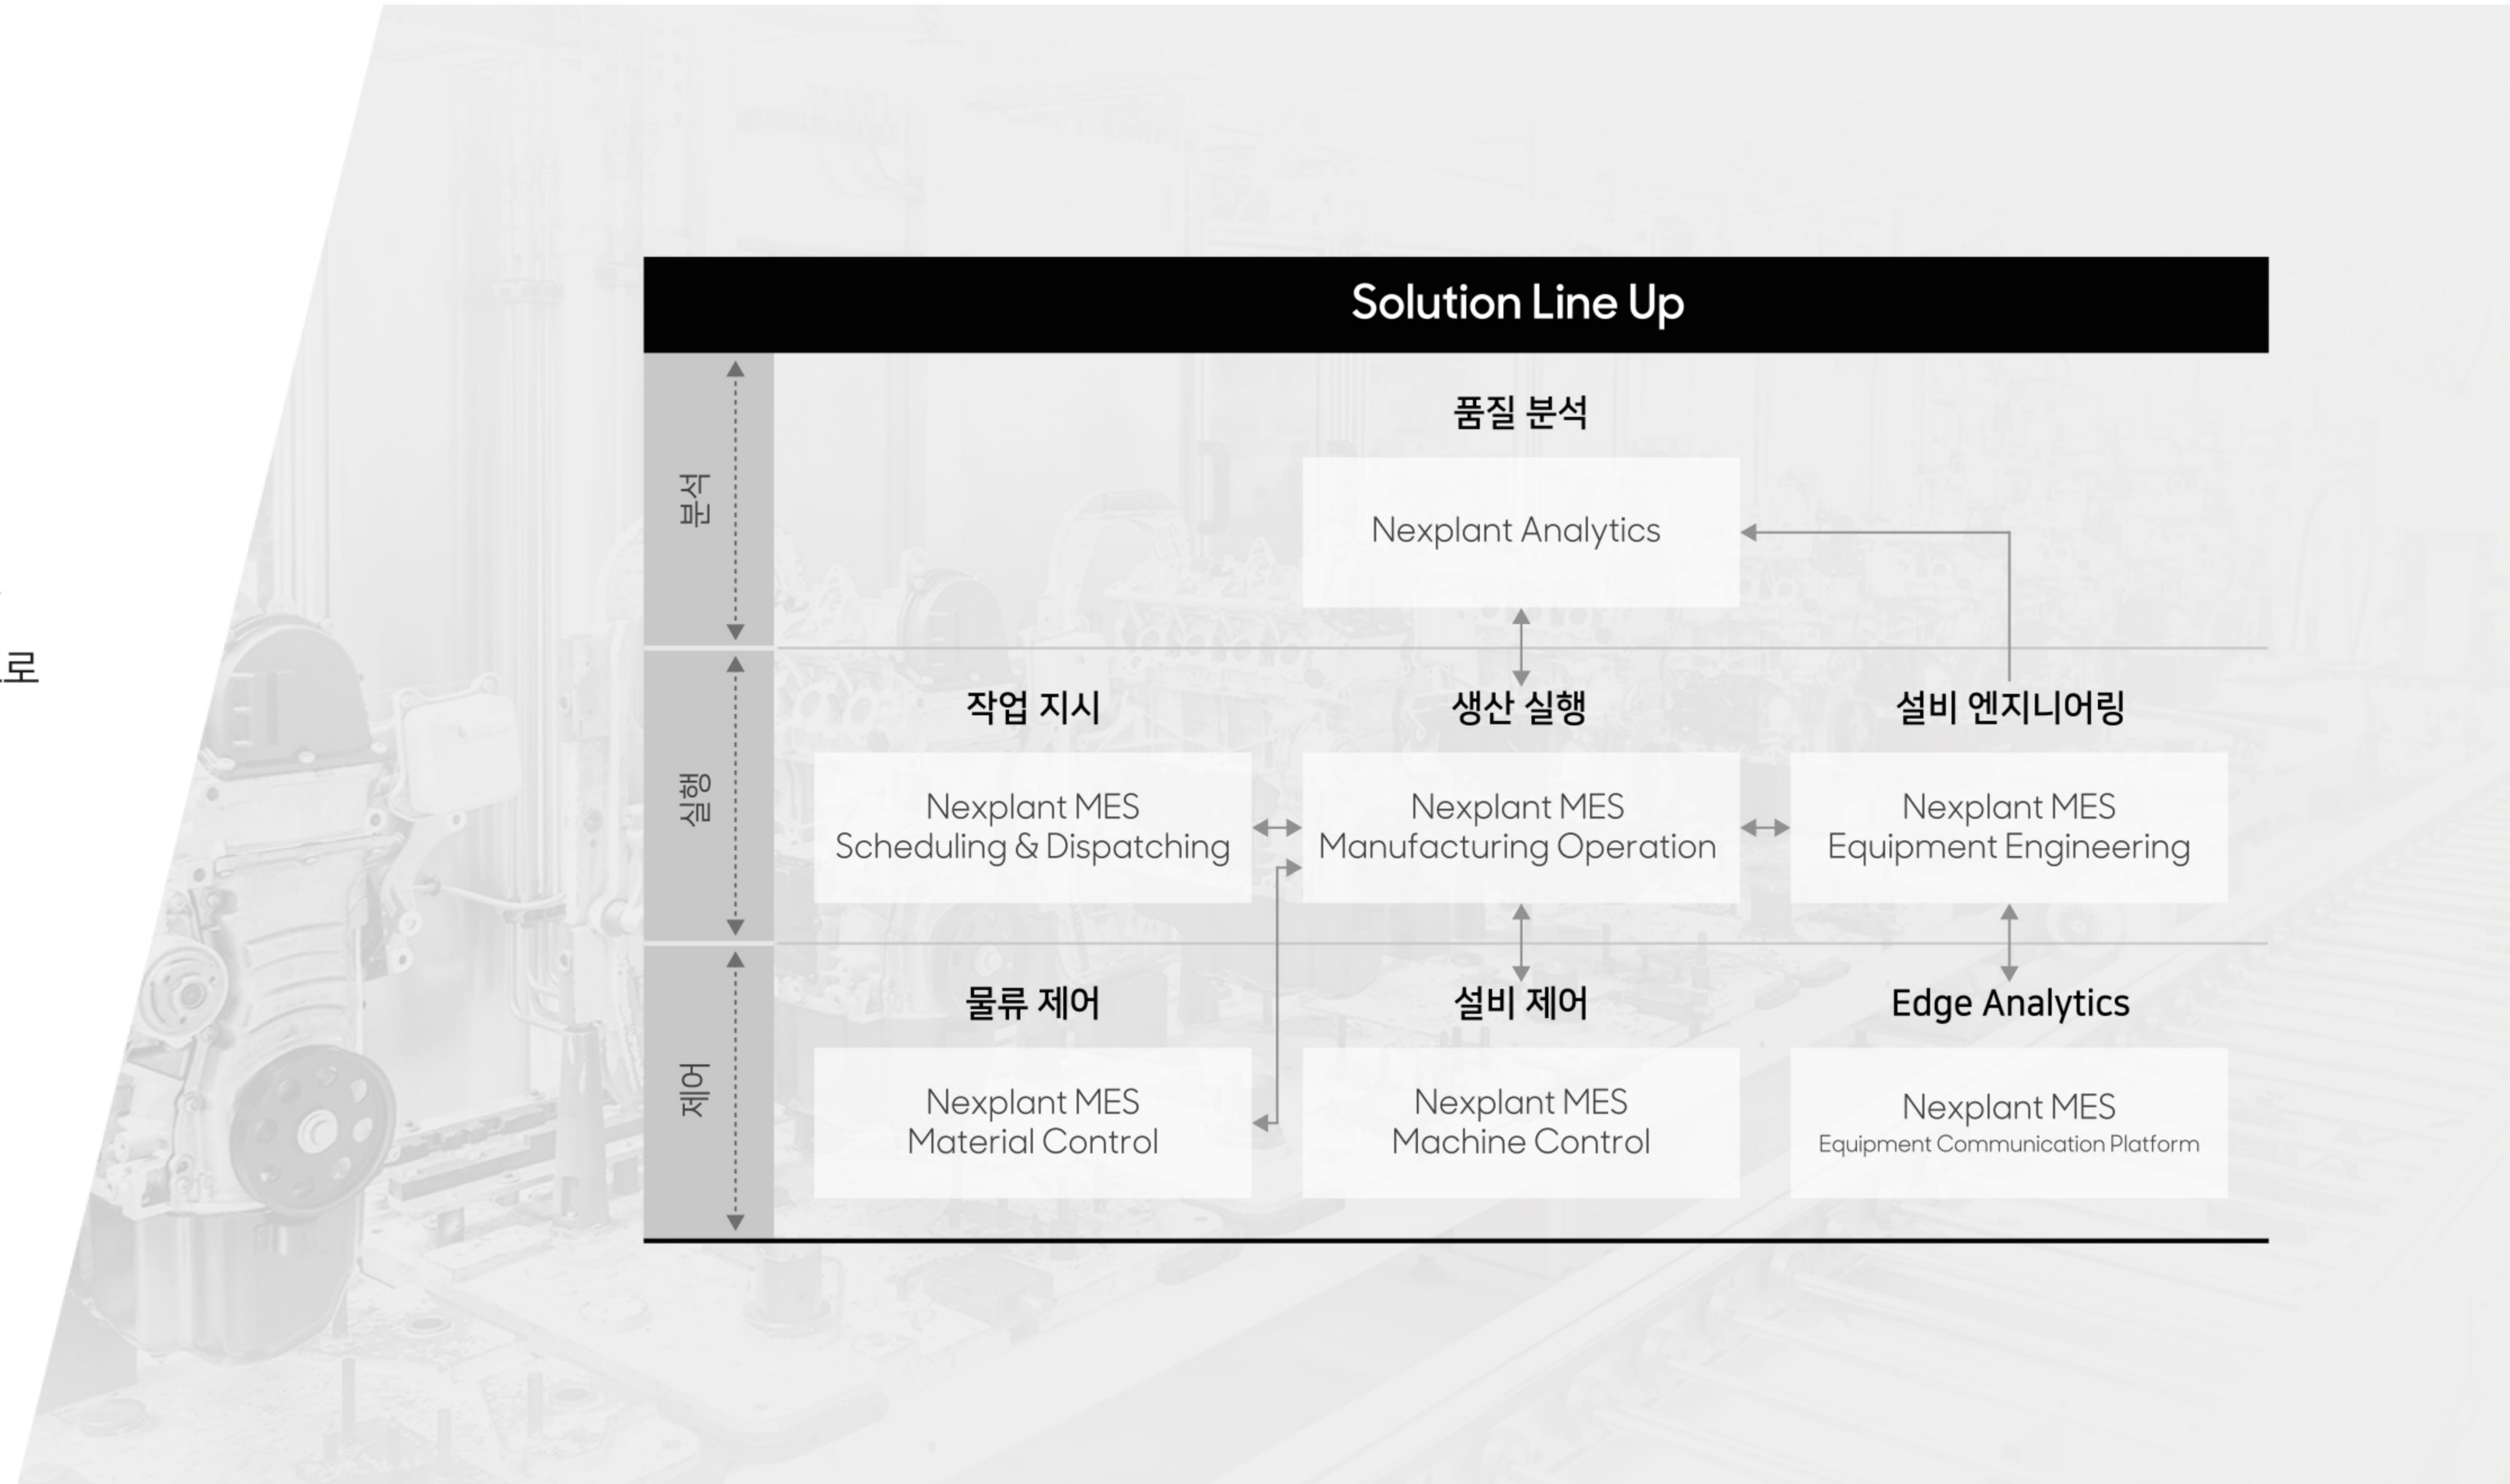 로
Solution Line Up
분석
품질 분석
Nexplant Analytics
실행
작업 지시
생산 실행
설비 엔지니어링
Nexplant MES
Scheduling & Dispatching
Nexplant MES
Manufacturing Operation
Nexplant MES
Equipment Engineering
제어
물류 제어
설비 제어
Edge Analytics
Nexplant MES
Material Control
Nexplant MES
Machine Control
Nexplant MES
Equipment Communication Platform